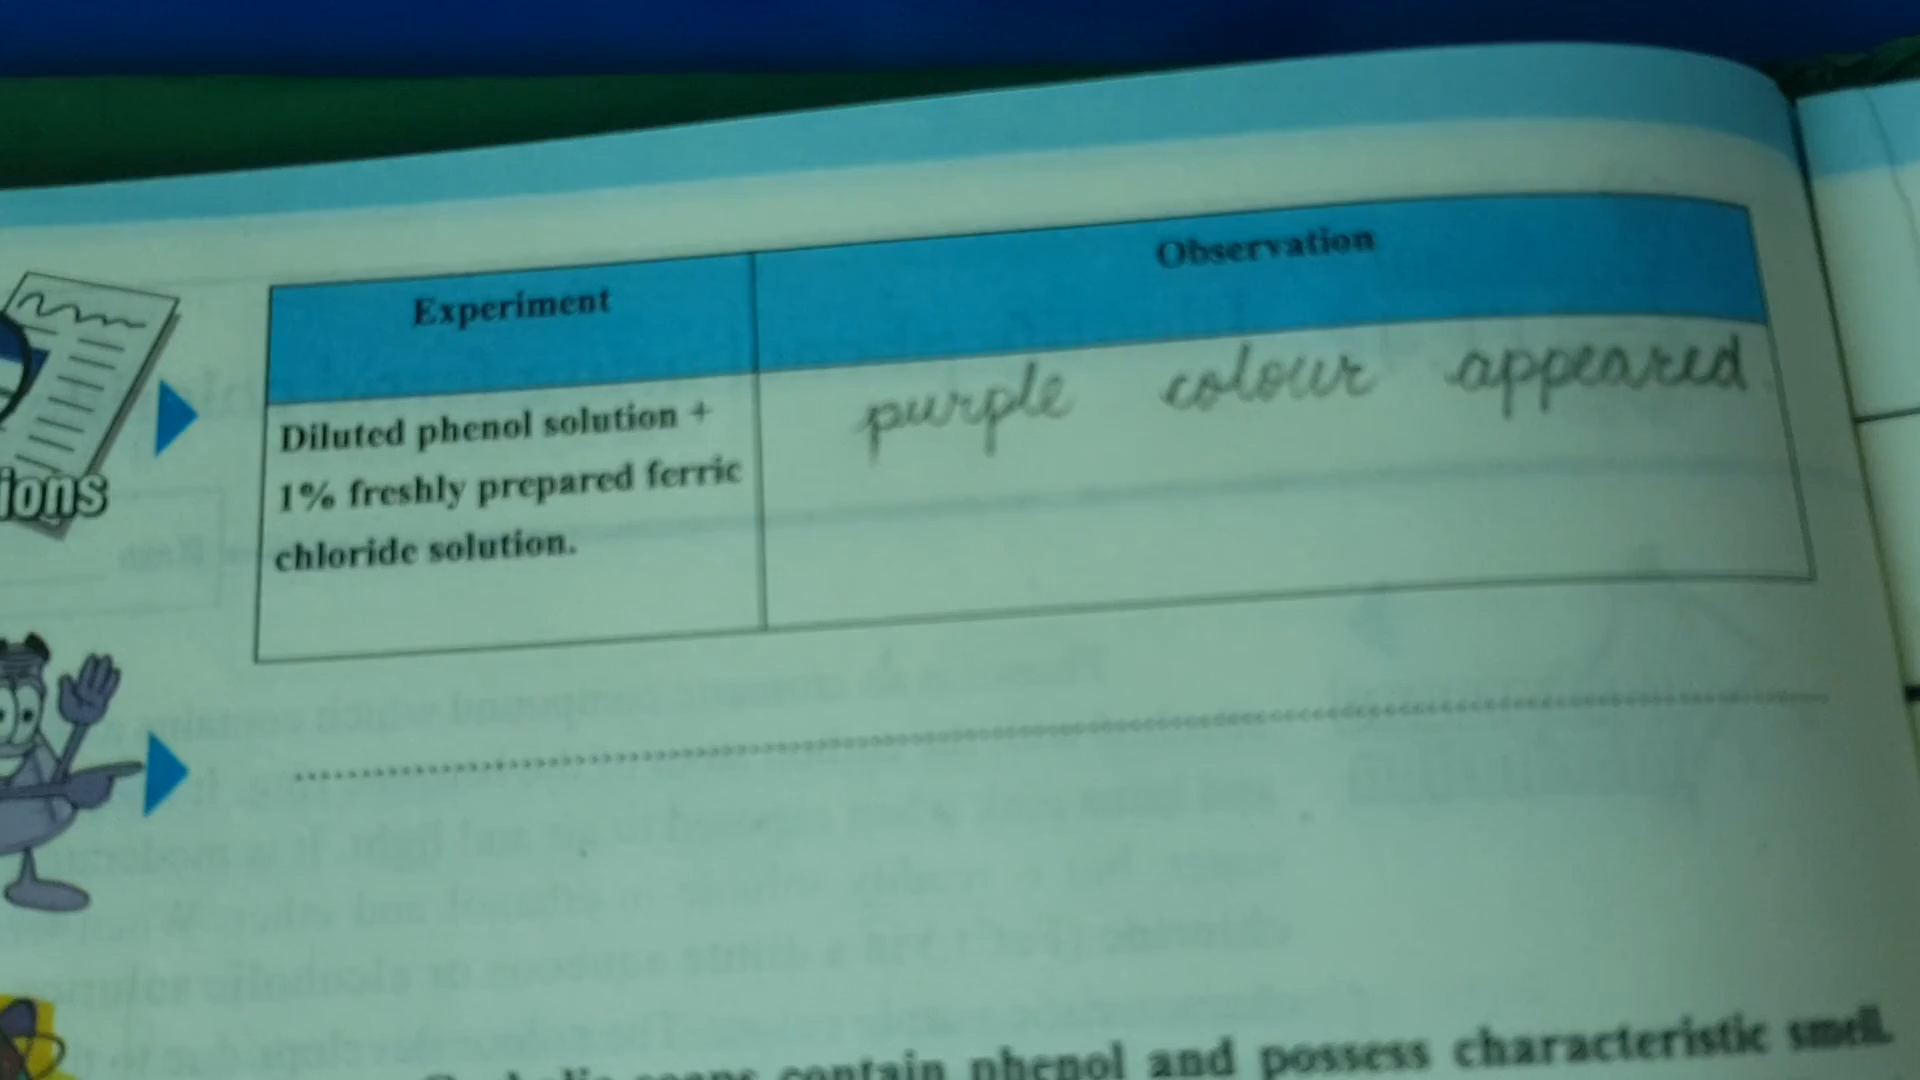 Experiment
Observation
Diluted phenol solution +
1% freshly prepared ferric
chloride solution.
purple colour appeared
ions
contain phenol and possess characteristic smell.